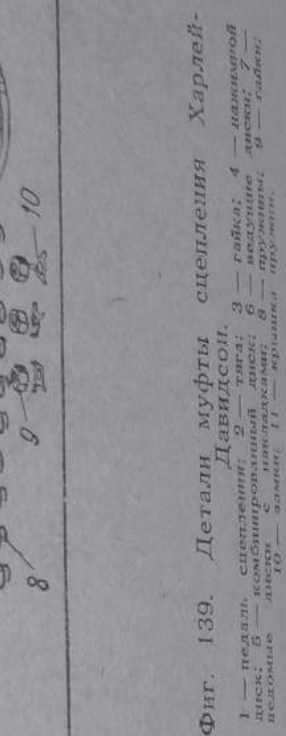 8
9
10
Фиг. 139. Детали муфты сцепления Харлей-
Давидсон.
1 — педаль сцепления; 2 — тяга; 3 — гайка; 4 — нажимной
диск; 5 — комбинированный диск; 6 — ведущие диски; 7 —
ведомые диски с накладками; 8 — пружины; 9 — гайки;
10 — замки; 11 — крышка пружин.